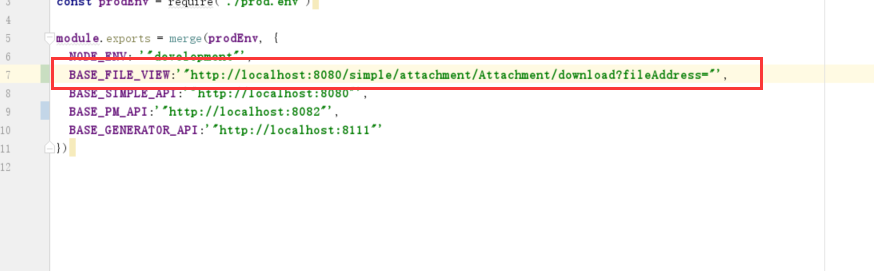 3 const prodEnv = require('./prod.env')
4
5 module.exports = merge(prodEnv, {
6 NODE_ENV: '"development"',
7 BASE_FILE_VIEW:'"http://localhost:8080/simple/attachment/Attachment/download?fileAddress="',
8 BASE_SIMPLE_API:'"http://localhost:8080"',
9 BASE_PM_API:'"http://localhost:8082"',
10 BASE_GENERATOR_API:'"http://localhost:8111"'
11 })
12